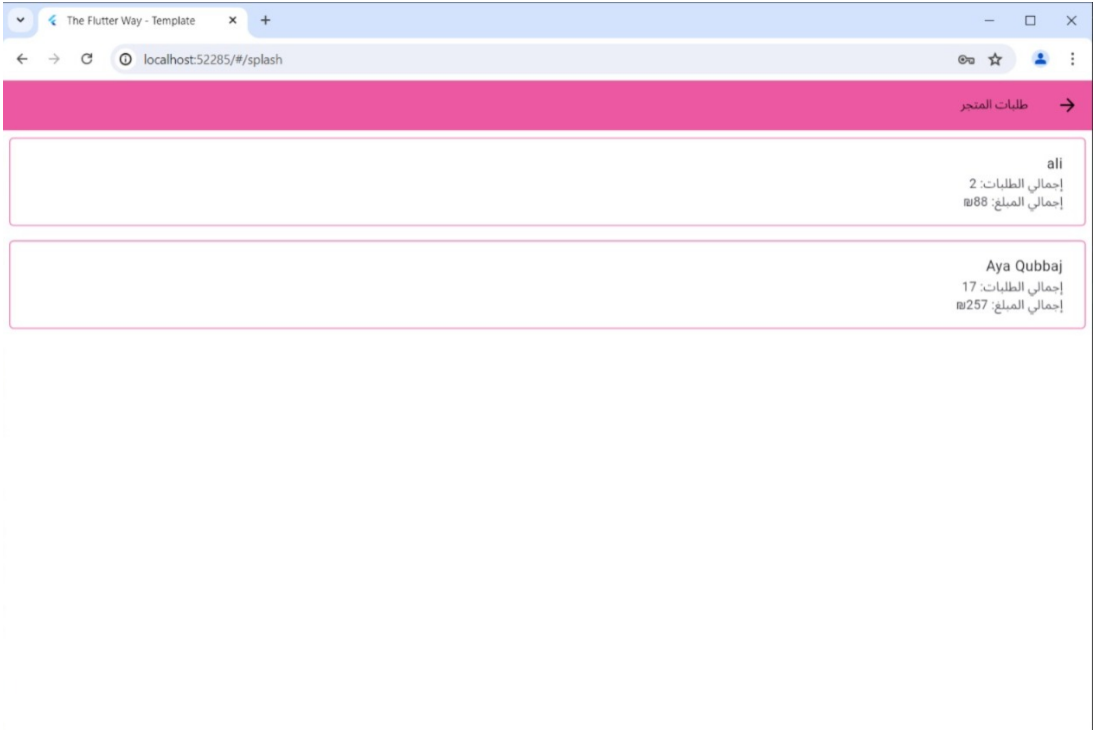 The Flutter Way - Template
localhost:52285/#/splash
طلبات المتجر
ali
إجمالي الطلبات: 2
إجمالي المبلغ: 88₪
Aya Qubbaj
إجمالي الطلبات: 17
إجمالي المبلغ: 257₪